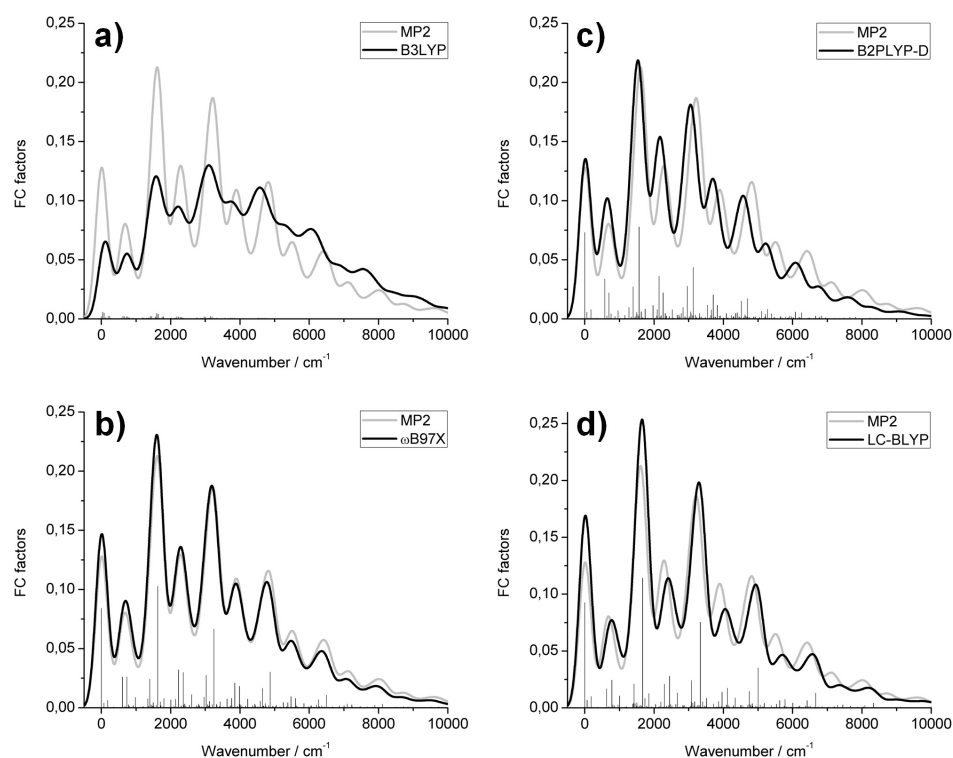 a)
MP2
B3LYP
0,25
0,20
0,15
0,10
0,05
0,00
FC factors
0 2000 4000 6000 8000 10000
Wavenumber / cm⁻¹
c)
MP2
B2PLYP-D
0,25
0,20
0,15
0,10
0,05
0,00
FC factors
0 2000 4000 6000 8000 10000
Wavenumber / cm⁻¹
b)
MP2
ωB97X
0,25
0,20
0,15
0,10
0,05
0,00
FC factors
0 2000 4000 6000 8000 10000
Wavenumber / cm⁻¹
d)
MP2
LC-BLYP
0,25
0,20
0,15
0,10
0,05
0,00
FC factors
0 2000 4000 6000 8000 10000
Wavenumber / cm⁻¹